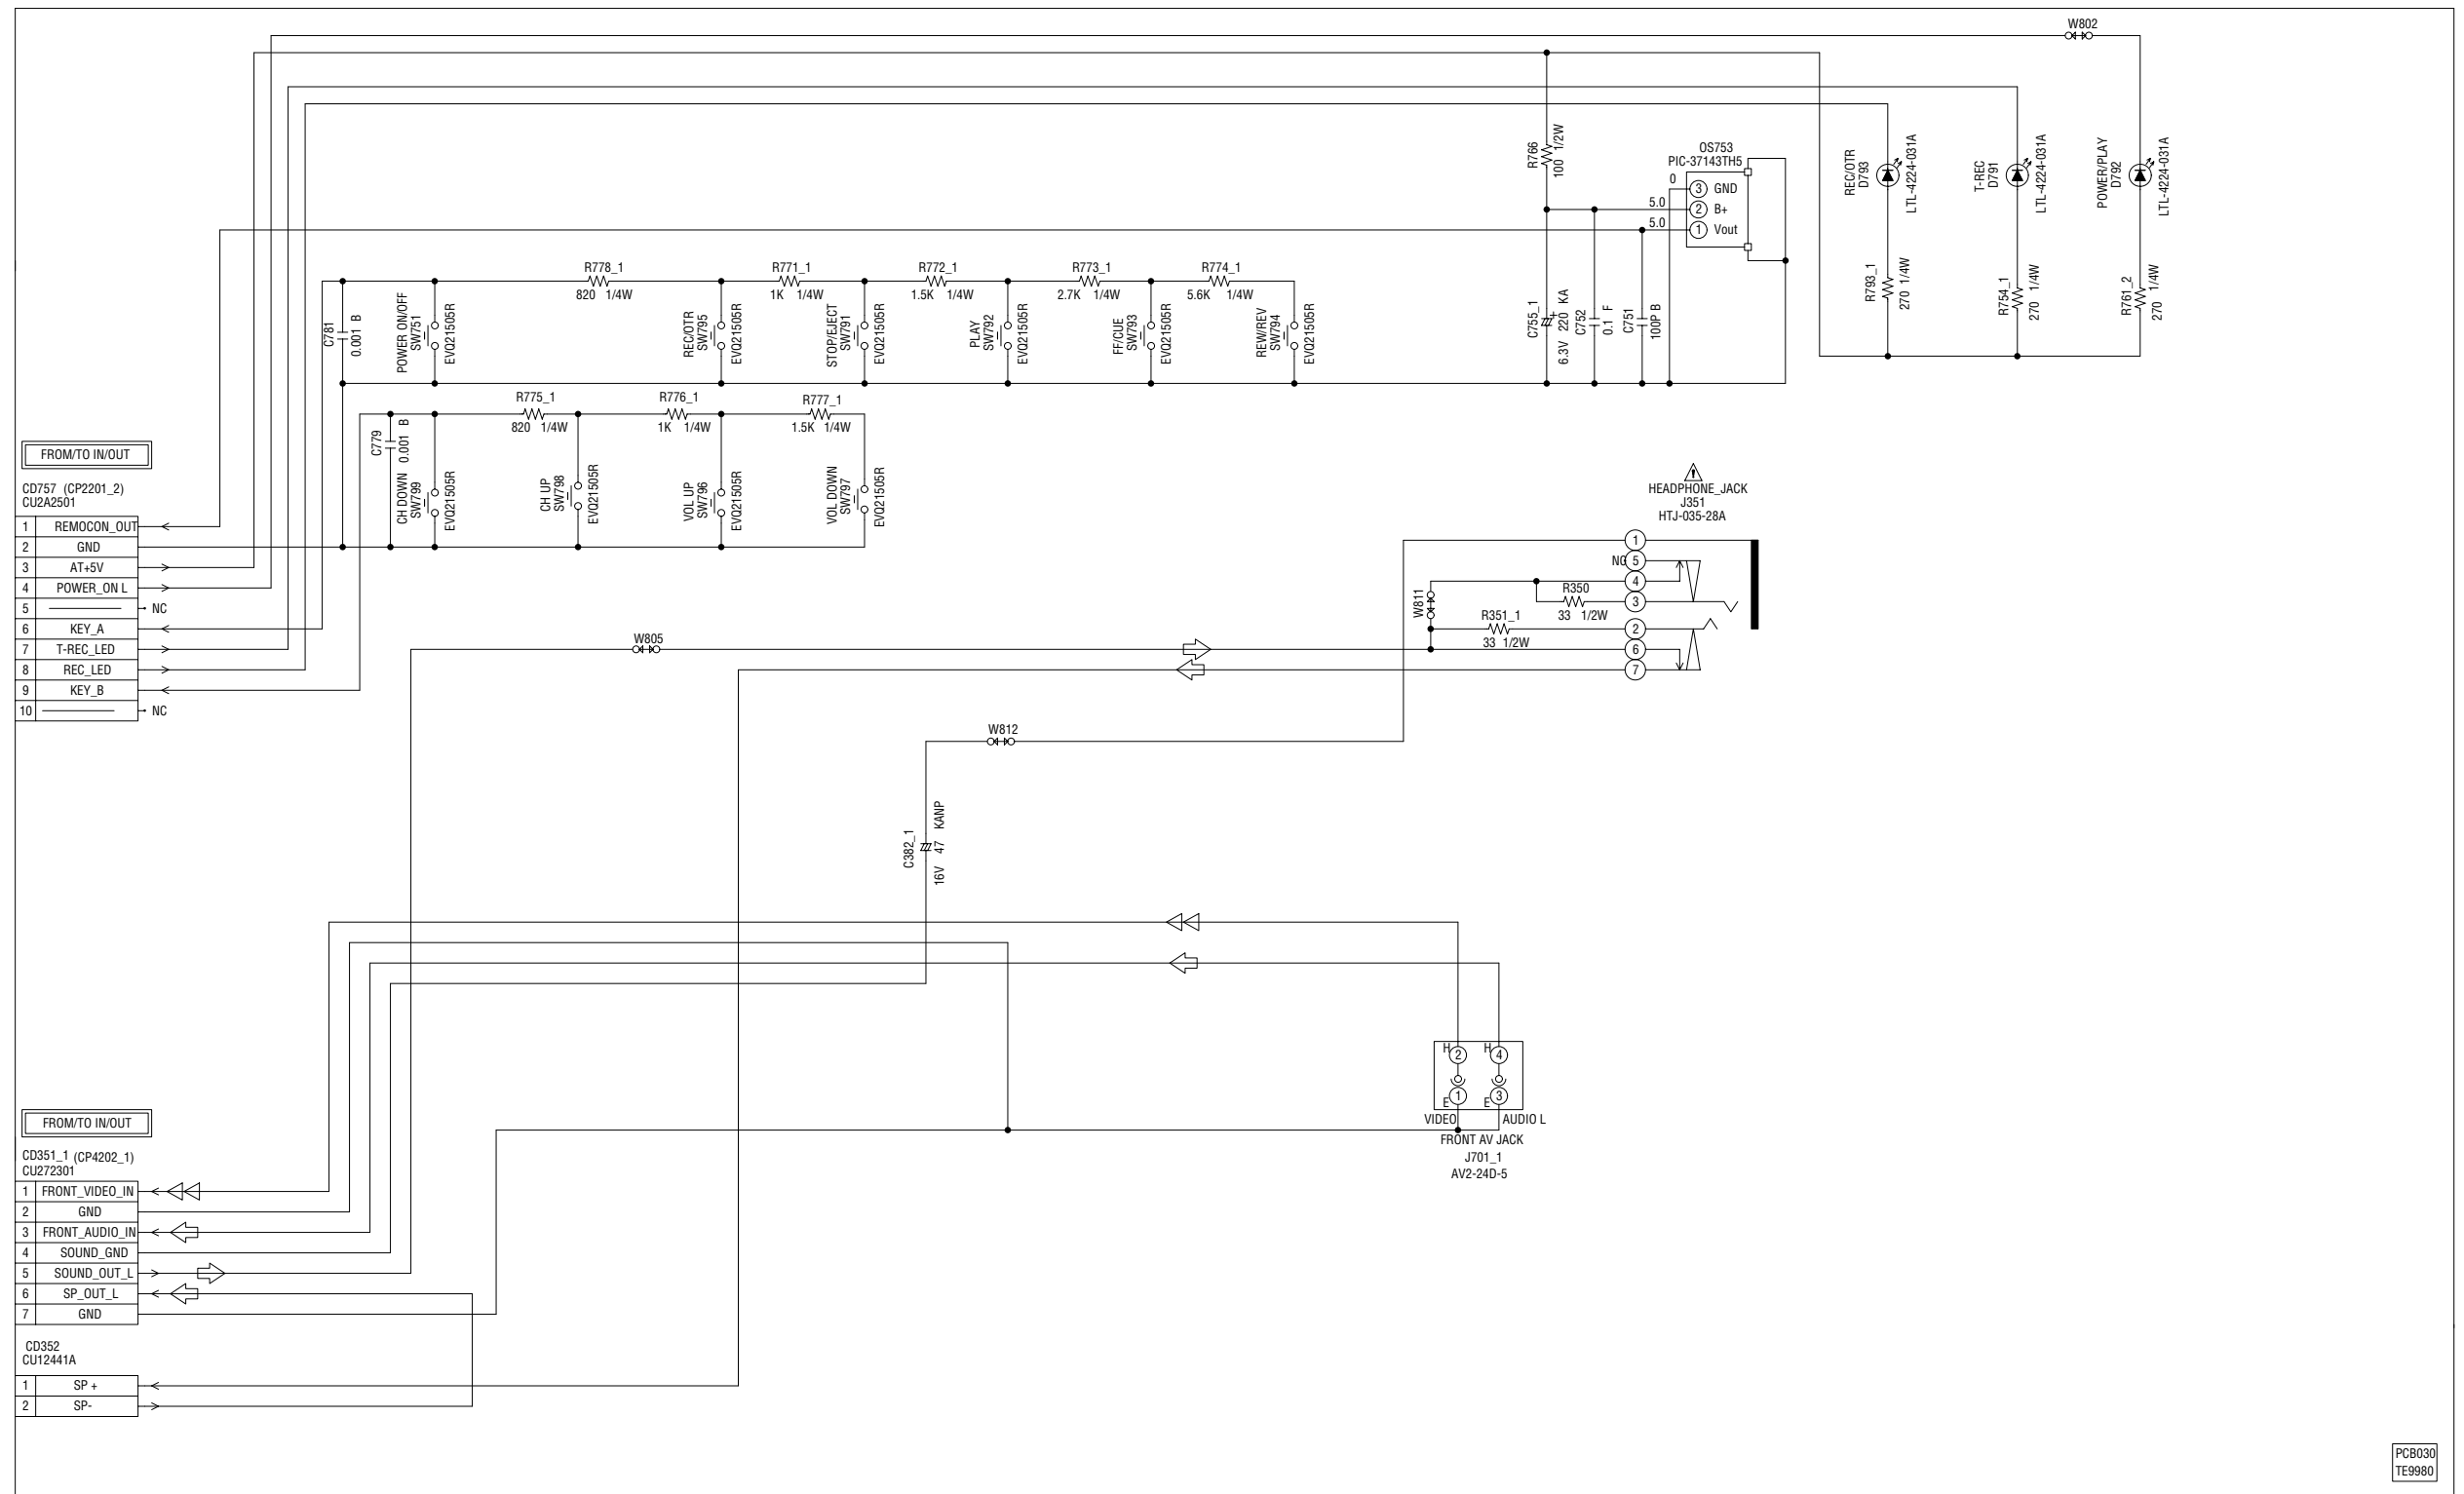 W802
R766
100 1/2W
OS753
PIC-37143TH5
0
3 GND
5.0
2 B+
5.0
1 Vout
REC/OTR
D793
LTL-4224-031A
T-REC
D791
LTL-4224-031A
POWER/PLAY
D792
LTL-4224-031A
R793_1
270 1/4W
R754_1
270 1/4W
R761_2
270 1/4W
R778_1
820 1/4W
R771_1
1K 1/4W
R772_1
1.5K 1/4W
R773_1
2.7K 1/4W
R774_1
5.6K 1/4W
C781
0.001 B
POWER ON/OFF
SW751
EVQ21505R
REC/OTR
SW795
EVQ21505R
STOP/EJECT
SW791
EVQ21505R
PLAY
SW792
EVQ21505R
FF/CUE
SW793
EVQ21505R
REW/REV
SW794
EVQ21505R
C755_1
+
6.3V 220 KA
C752
0.1 F
C751
100P B
R775_1
820 1/4W
R776_1
1K 1/4W
R777_1
1.5K 1/4W
C779
0.001 B
CH DOWN
SW799
EVQ21505R
CH UP
SW798
EVQ21505R
VOL UP
SW796
EVQ21505R
VOL DOWN
SW797
EVQ21505R
FROM/TO IN/OUT
CD757 (CP2201_2)
CU2A2501
1 REMOCON_OUT
2 GND
3 AT+5V
4 POWER_ON L
5 NC
6 KEY_A
7 T-REC_LED
8 REC_LED
9 KEY_B
10 NC
!
HEADPHONE_JACK
J351
HTJ-035-28A
1
NC 5
4
R350
33 1/2W
3
W811
R351_1
33 1/2W
2
6
7
W805
W812
C382_1
16V 47 KANP
H 2
H 4
E 1
E 3
VIDEO
AUDIO L
FRONT AV JACK
J701_1
AV2-24D-5
FROM/TO IN/OUT
CD351_1 (CP4202_1)
CU272301
1 FRONT_VIDEO_IN
2 GND
3 FRONT_AUDIO_IN
4 SOUND_GND
5 SOUND_OUT_L
6 SP_OUT_L
7 GND
CD352
CU12441A
1 SP +
2 SP-
PCB030
TE9980